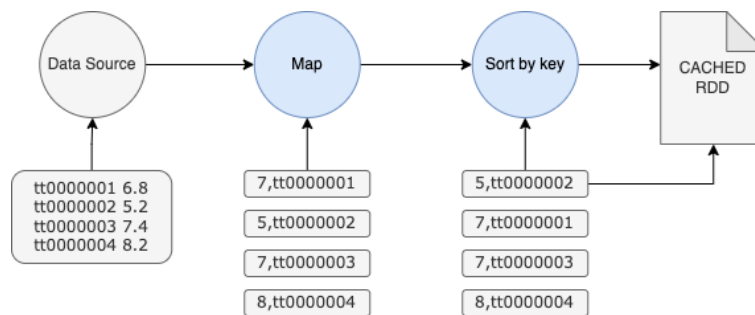 Data Source
Map
Sort by key
CACHED
RDD
tt0000001 6.8
tt0000002 5.2
tt0000003 7.4
tt0000004 8.2
7,tt0000001
5,tt0000002
7,tt0000003
8,tt0000004
5,tt0000002
7,tt0000001
7,tt0000003
8,tt0000004